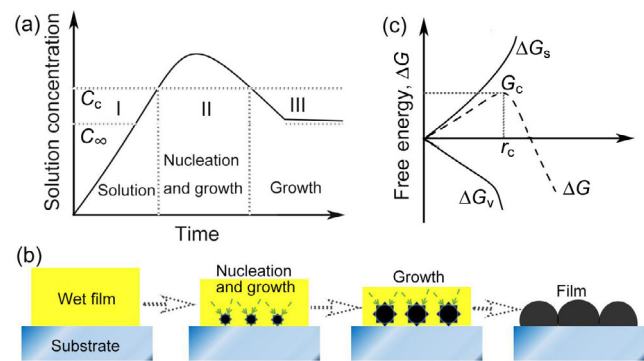 (a)
Solution concentration
C∞
Cc
I
II
III
Solution
Nucleation
and growth
Growth
Time
(c)
Free energy, ΔG
ΔGs
Gc
rc
ΔG
ΔGv
(b)
Wet film
Substrate
Nucleation
and growth
Growth
Film